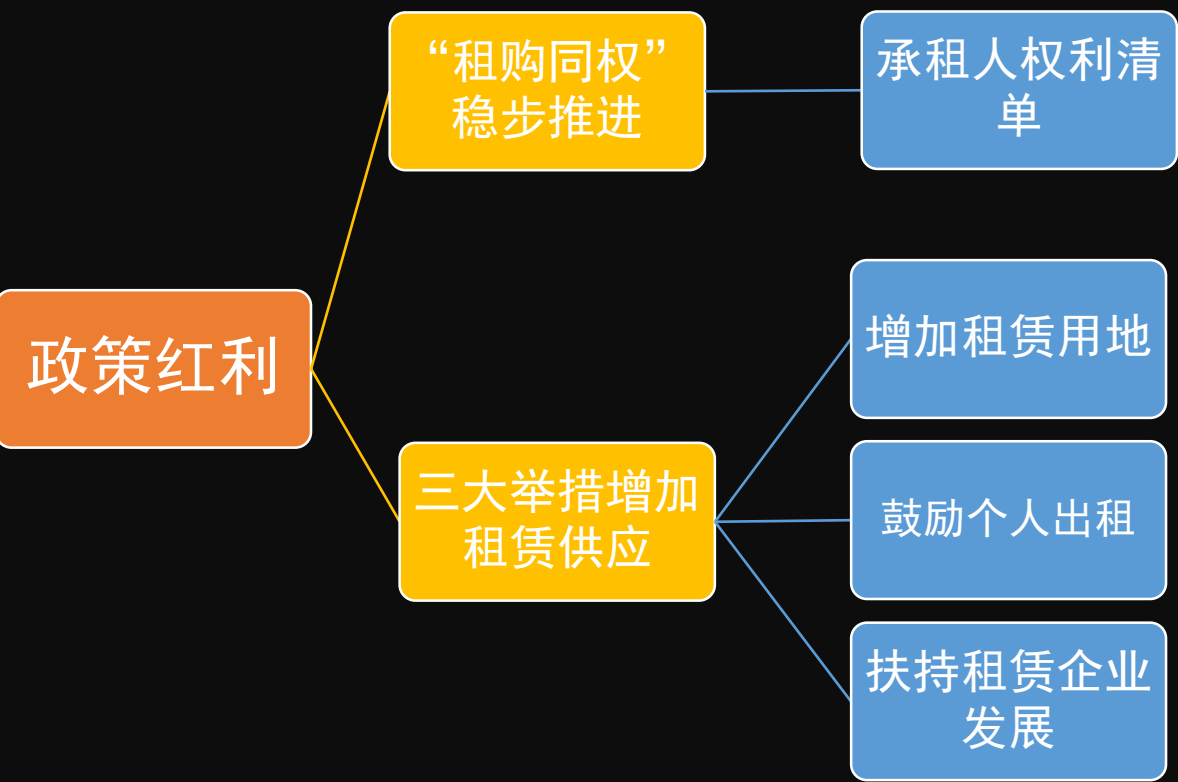 “租购同权”
稳步推进
承租人权利清
单
政策红利
三大举措增加
租赁供应
增加租赁用地
鼓励个人出租
扶持租赁企业
发展